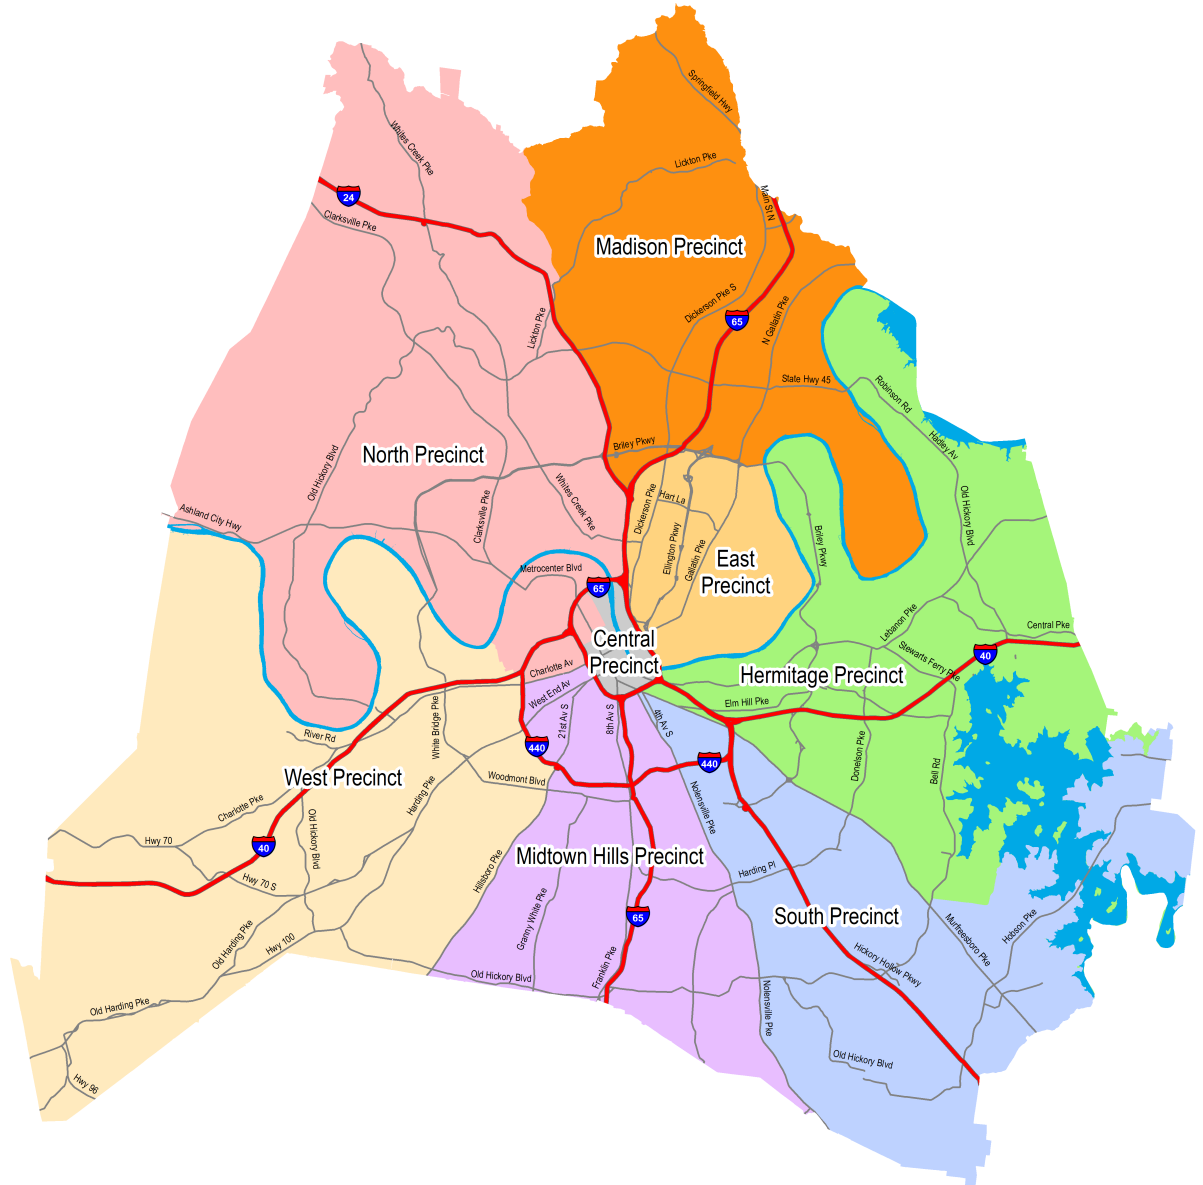 Springfield Hwy
Whites Creek Pke
Lickton Pke
24
Main St N
Clarksville Pke
Madison Precinct
Dickerson Pke S
N Gallatin Pke
65
Lickton Pke
State Hwy 45
Robinson Rd
Hadley Av
Briley Pkwy
North Precinct
Old Hickory Blvd
Whites Creek Pke
Clarksville Pke
Dickerson Pke
Hart La
Old Hickory Blvd
Ashland City Hwy
Ellington Pkwy
Gallatin Pke
Briley Pkwy
East
Precinct
Metrocenter Blvd
65
Lebanon Pke
Central Pke
Central
Precinct
Stewarts Ferry Pke
40
Charlotte Av
Hermitage Precinct
West End Av
Elm Hill Pke
21st Av S
8th Av S
4th Av S
White Bridge Pke
River Rd
440
440
Donelson Pke
Bell Rd
West Precinct
Woodmont Blvd
Harding Pke
Nolensville Pke
Charlotte Pke
Old Hickory Blvd
Hwy 70
40
Midtown Hills Precinct
Hillsboro Pke
Harding Pl
Hwy 70 S
Granny White Pke
65
South Precinct
Murfreesboro Pke
Hobson Pke
Old Harding Pke
Hwy 100
Franklin Pke
Hickory Hollow Pkwy
Old Hickory Blvd
Nolensville Pke
Old Harding Pke
Old Hickory Blvd
Hwy 96